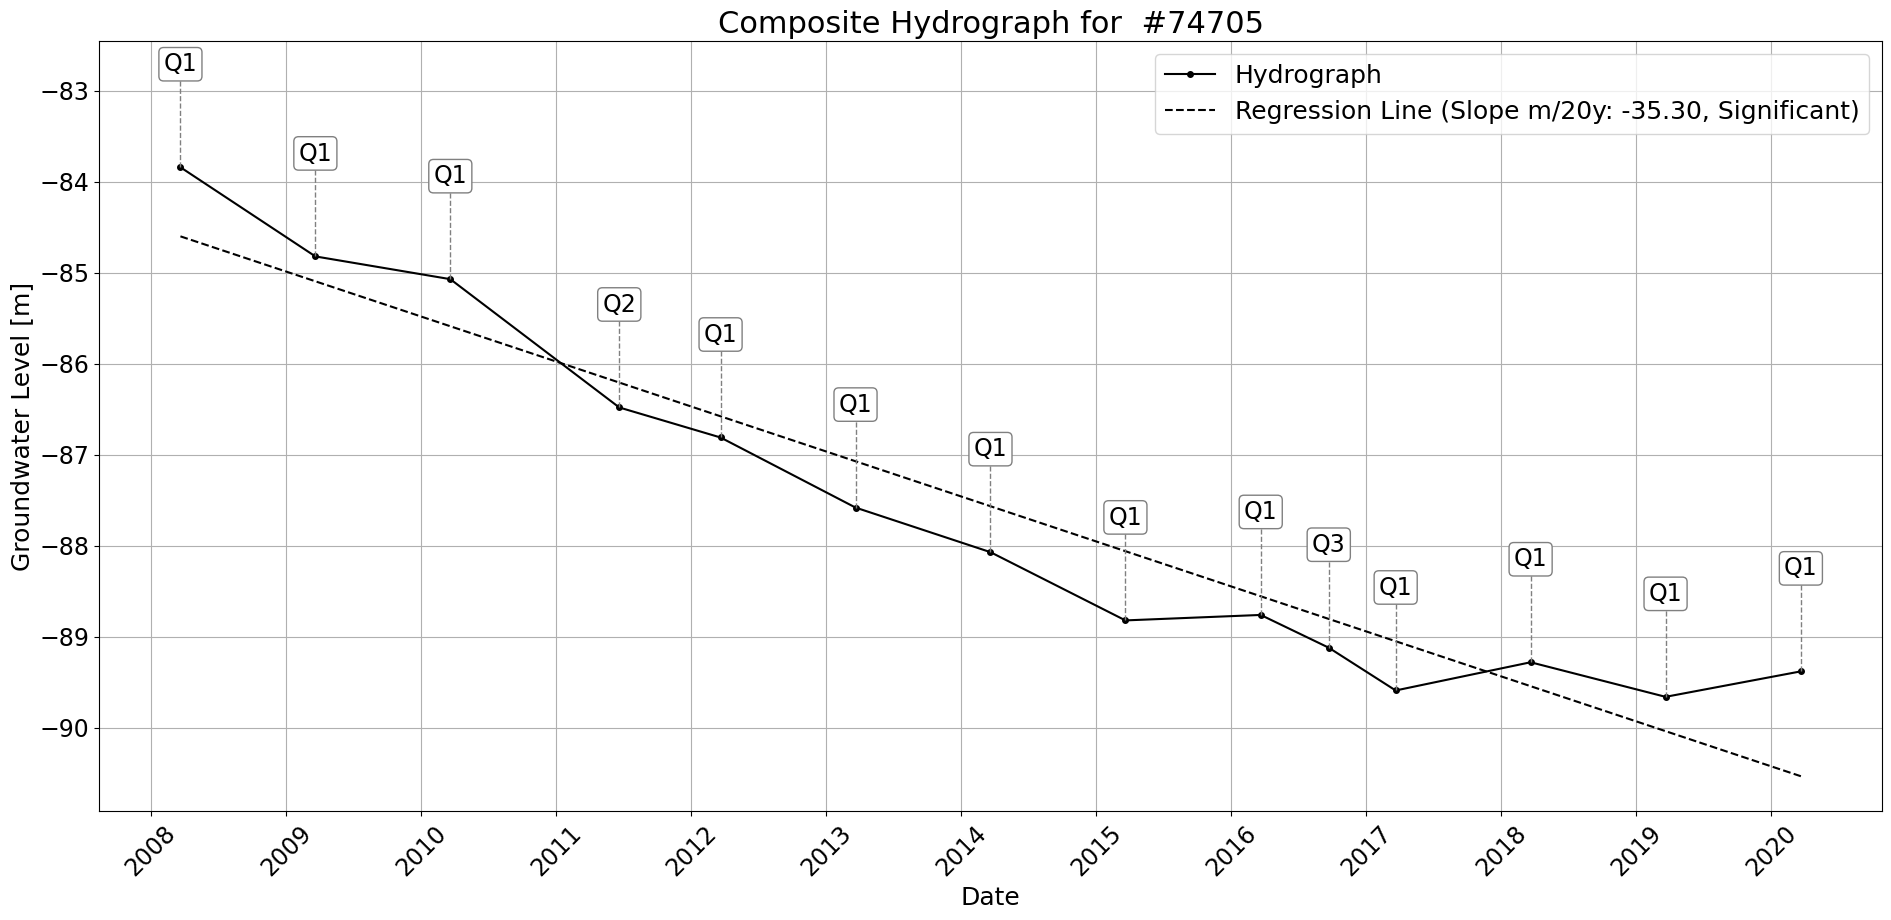 Composite Hydrograph for  #74705
Hydrograph
Regression Line (Slope m/20y: -35.30, Significant)
Groundwater Level [m]
−83
−84
−85
−86
−87
−88
−89
−90
Q1
Q1
Q1
Q2
Q1
Q1
Q1
Q1
Q1
Q3
Q1
Q1
Q1
Q1
2008
2009
2010
2011
2012
2013
2014
2015
2016
2017
2018
2019
2020
Date